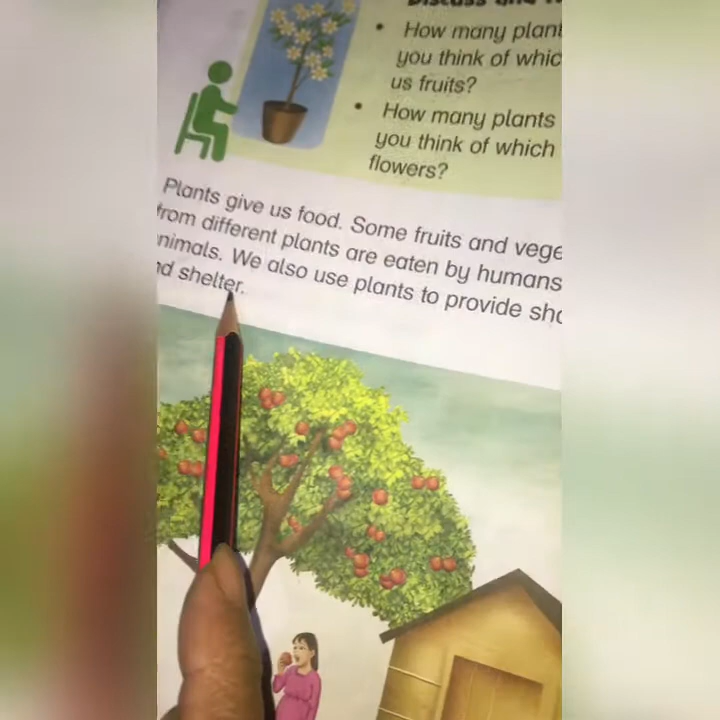 How many plant
you think of whic
us fruits?
How many plants
you think of which
flowers?
Plants give us food. Some fruits and vege
from different plants are eaten by humans
nimals. We also use plants to provide sha
nd shelter.